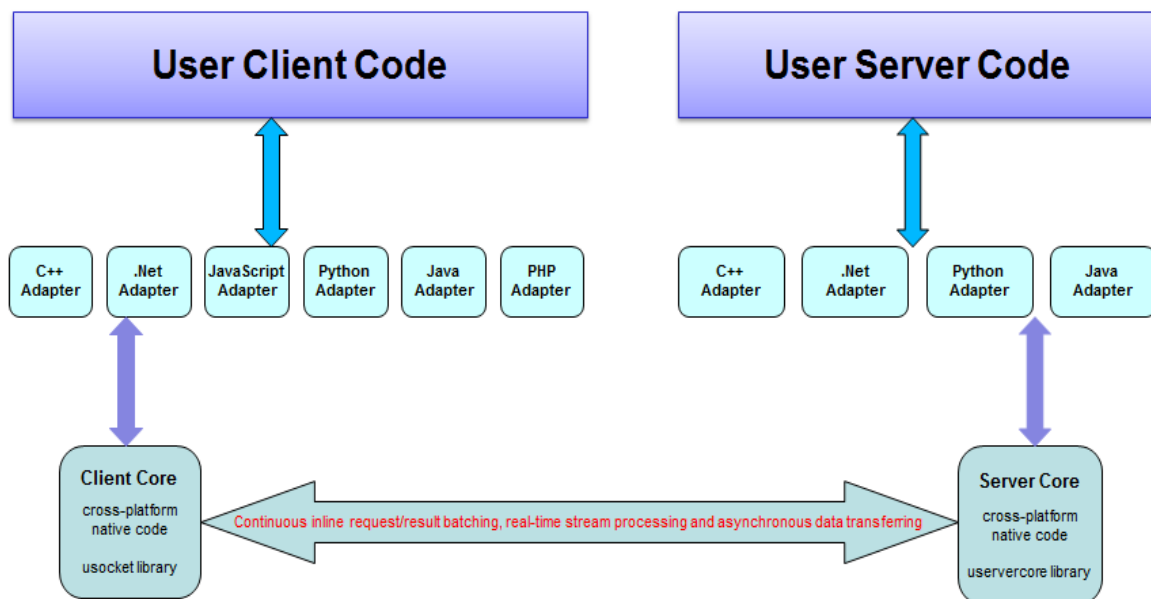 User Client Code
User Server Code
C++ Adapter
.Net Adapter
JavaScript Adapter
Python Adapter
Java Adapter
PHP Adapter
C++ Adapter
.Net Adapter
Python Adapter
Java Adapter
Client Core
cross-platform
native code
usocket library
Continuous inline request/result batching, real-time stream processing and asynchronous data transferring
Server Core
cross-platform
native code
uservercore library